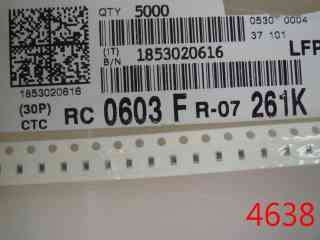 QTY 5000
0530 0004
37 101
(1T)
B/N 1853020616
LFP
1853020616
(30P)
CTC
RC 0603 F R-07 261K
4638